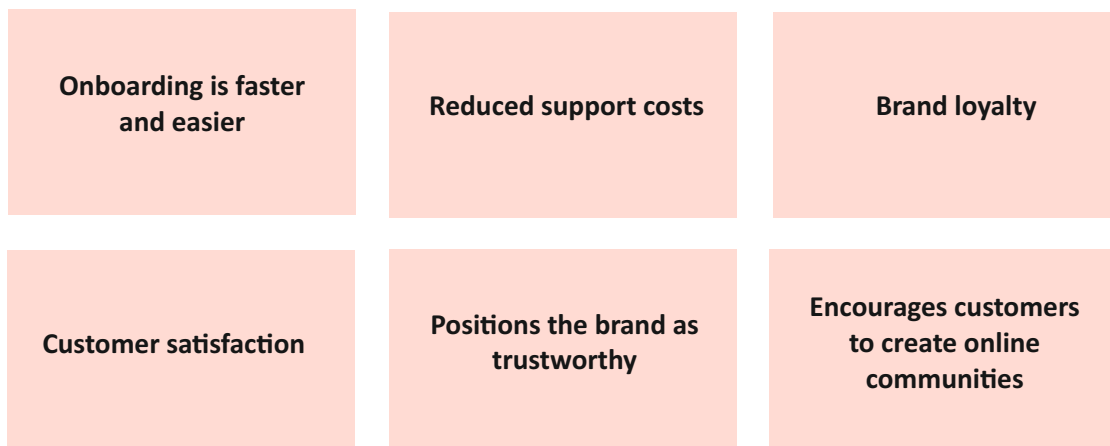 Onboarding is faster
and easier
Reduced support costs
Brand loyalty
Customer satisfaction
Positions the brand as
trustworthy
Encourages customers
to create online
communities